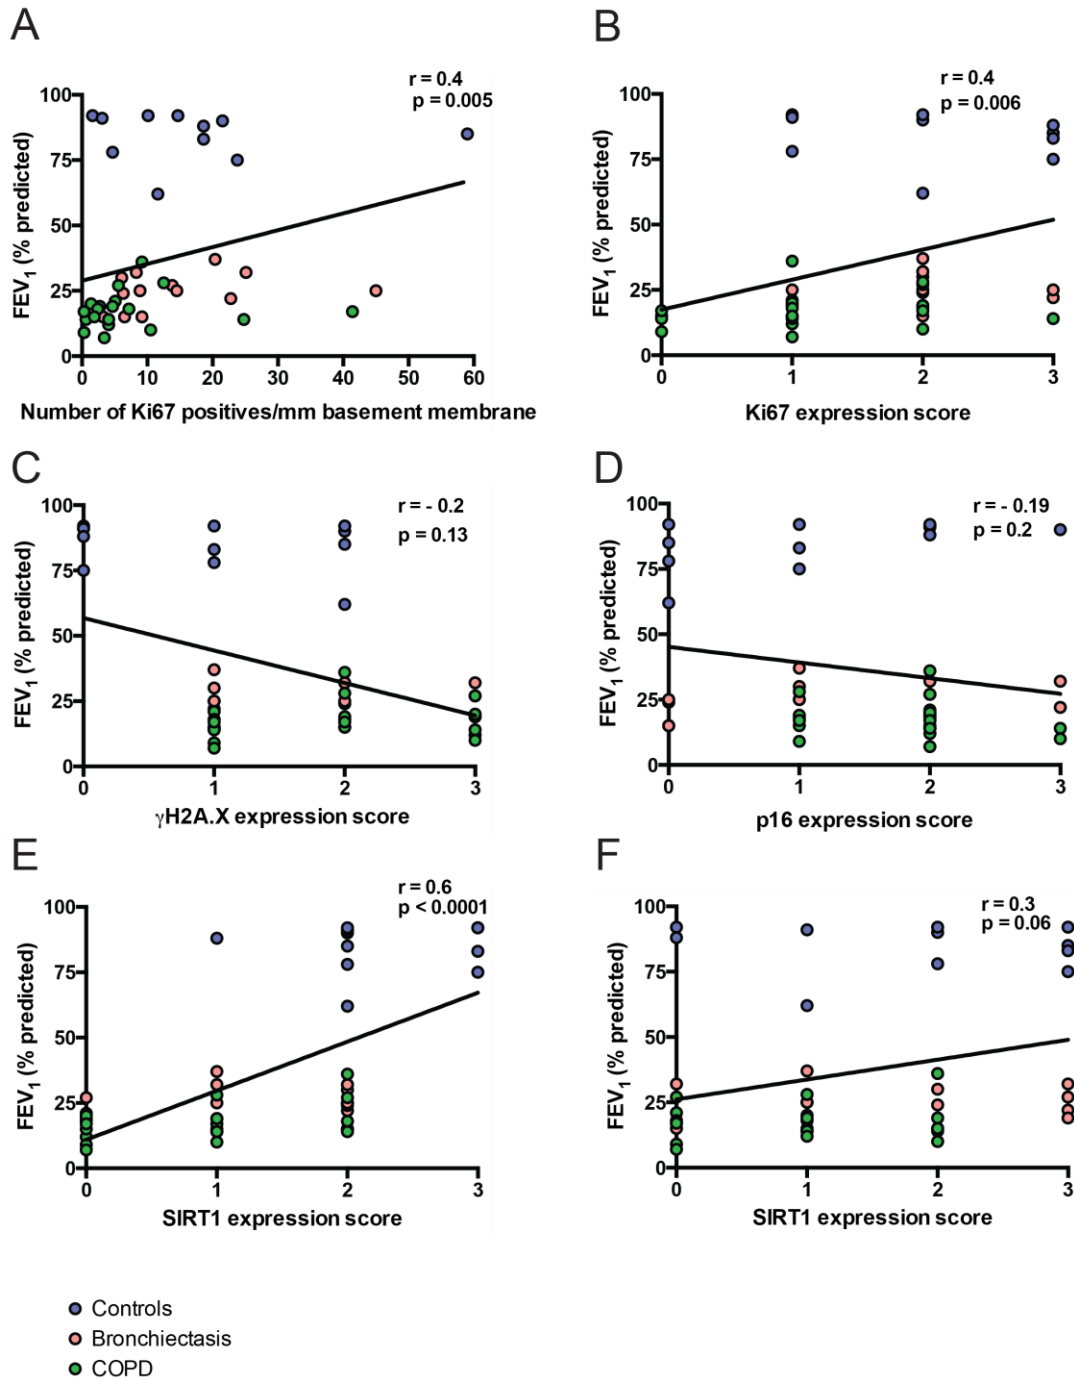 A
r = 0.4
p = 0.005
FEV1 (% predicted)
100
75
50
25
0
0 10 20 30 40 50 60
Number of Ki67 positives/mm basement membrane
B
r = 0.4
p = 0.006
FEV1 (% predicted)
100
75
50
25
0
0 1 2 3
Ki67 expression score
C
r = - 0.2
p = 0.13
FEV1 (% predicted)
100
75
50
25
0
0 1 2 3
γH2A.X expression score
D
r = - 0.19
p = 0.2
FEV1 (% predicted)
100
75
50
25
0
0 1 2 3
p16 expression score
E
r = 0.6
p < 0.0001
FEV1 (% predicted)
100
75
50
25
0
0 1 2 3
SIRT1 expression score
F
r = 0.3
p = 0.06
FEV1 (% predicted)
100
75
50
25
0
0 1 2 3
SIRT1 expression score
Controls
Bronchiectasis
COPD